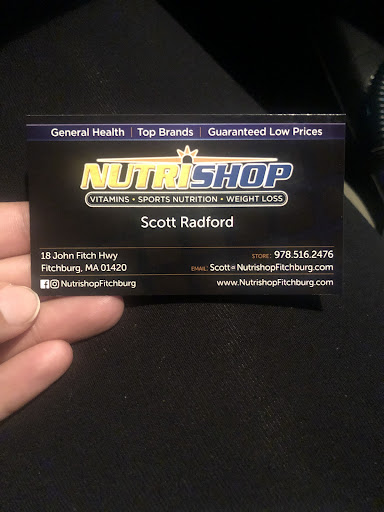 General Health | Top Brands | Guaranteed Low Prices
NUTRISHOP
VITAMINS • SPORTS NUTRITION • WEIGHT LOSS
Scott Radford
18 John Fitch Hwy
Fitchburg, MA 01420
NutrishopFitchburg
STORE: 978.516.2476
EMAIL: Scott@NutrishopFitchburg.com
www.NutrishopFitchburg.com